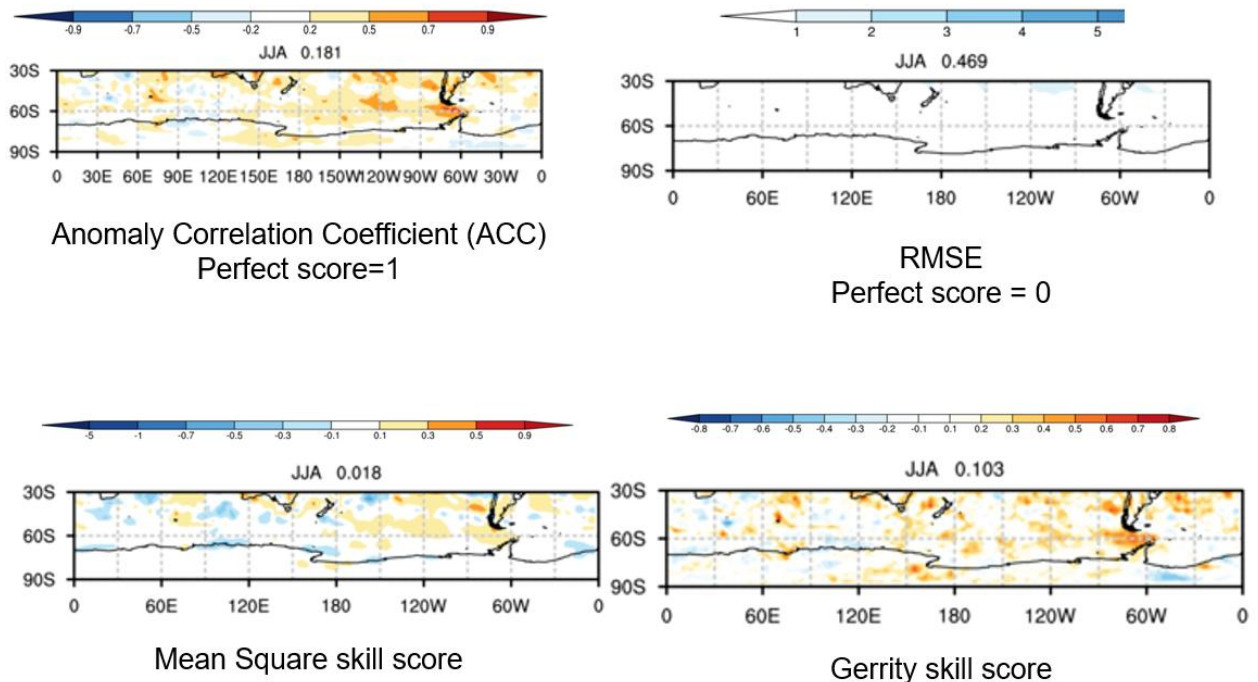 -0.9 -0.7 -0.5 -0.2 0.2 0.5 0.7 0.9
JJA 0.181
30S
60S
90S
0 30E 60E 90E 120E 150E 180 150W 120W 90W 60W 30W 0
Anomaly Correlation Coefficient (ACC)
Perfect score=1
1 2 3 4 5
JJA 0.469
30S
60S
90S
0 60E 120E 180 120W 60W 0
RMSE
Perfect score = 0
-5 -1 -0.7 -0.5 -0.3 -0.1 0.1 0.3 0.5 0.9
JJA 0.018
30S
60S
90S
0 60E 120E 180 120W 60W 0
Mean Square skill score
-0.8 -0.7 -0.6 -0.5 -0.4 -0.3 -0.2 -0.1 0.1 0.2 0.3 0.4 0.5 0.6 0.7 0.8
JJA 0.103
30S
60S
90S
0 60E 120E 180 120W 60W 0
Gerrity skill score